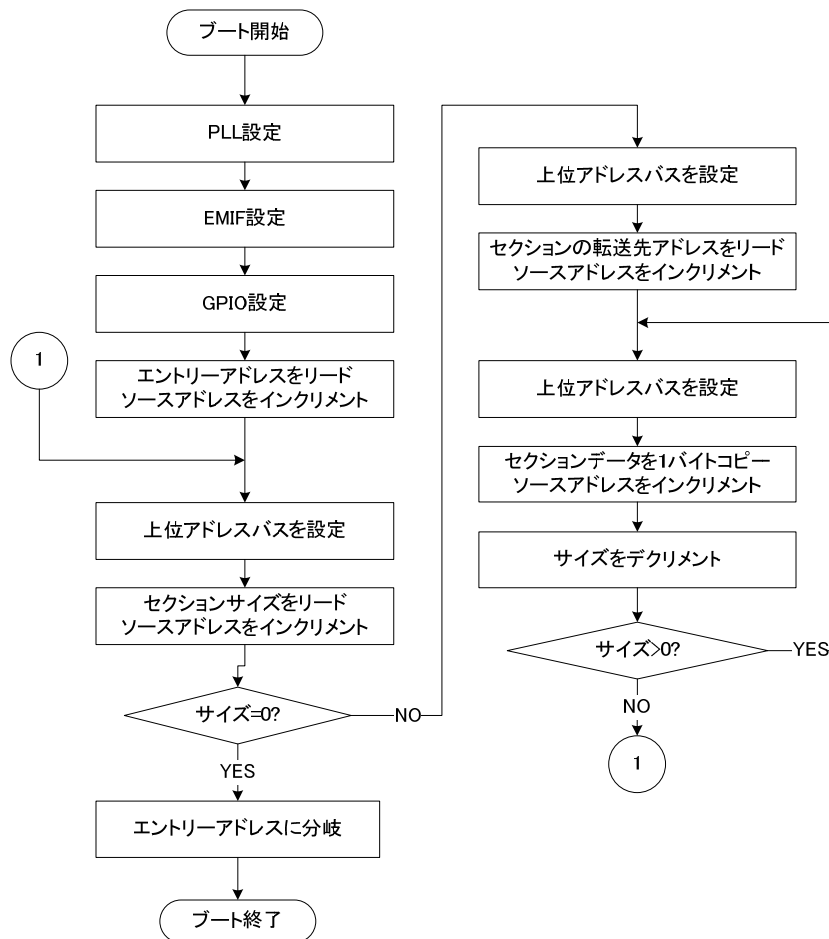 ブート開始
PLL設定
EMIF設定
GPIO設定
1
エントリーアドレスをリード
ソースアドレスをインクリメント
上位アドレスバスを設定
セクションサイズをリード
ソースアドレスをインクリメント
サイズ=0?
NO
YES
エントリーアドレスに分岐
ブート終了
上位アドレスバスを設定
セクションの転送先アドレスをリード
ソースアドレスをインクリメント
上位アドレスバスを設定
セクションデータを1バイトコピー
ソースアドレスをインクリメント
サイズをデクリメント
サイズ>0?
YES
NO
1